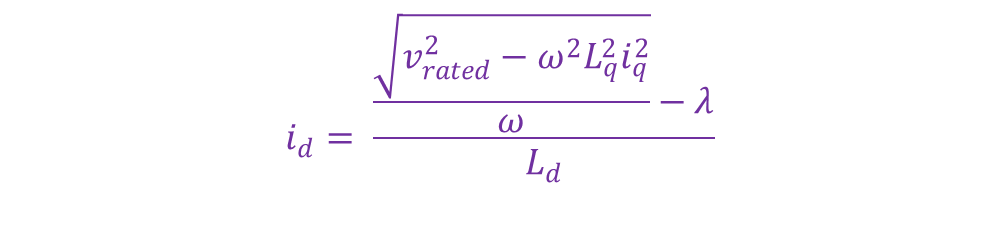 i_d = \frac{\frac{\sqrt{v_{rated}^2 - \omega^2 L_q^2 i_q^2}}{\omega} - \lambda}{L_d}